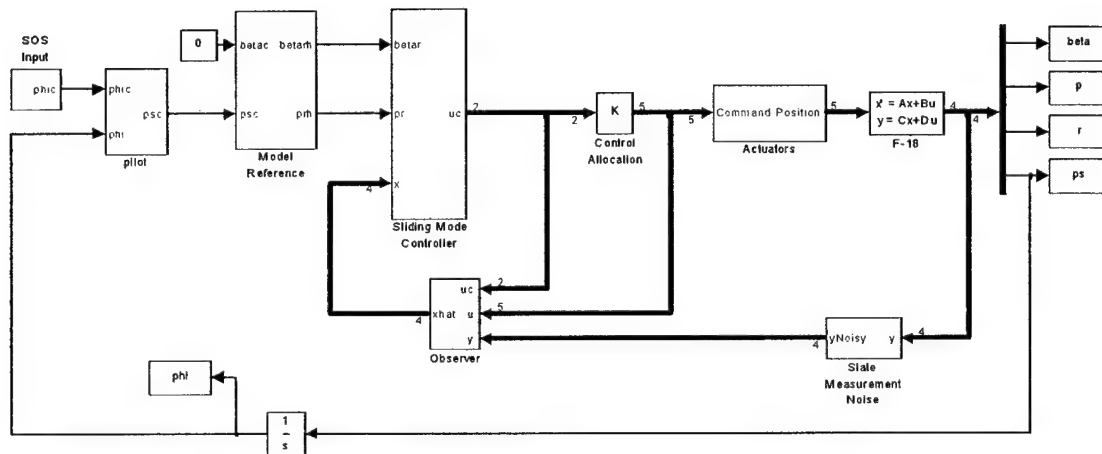 SOS
Input
phic
phic
phi
psc
pilot
0
betac
betarh
psc
prh
Model
Reference
betar
pr
uc
x
4
Sliding Mode
Controller
2
2
K
5
Control
Allocation
5
Command Position
5
Actuators
x' = Ax+Bu
y = Cx+Du
F-18
4
4
beta
p
r
ps
uc
2
xhat
u
5
4
y
Observer
yNoisy
y
4
4
State
Measurement
Noise
phi
1
s